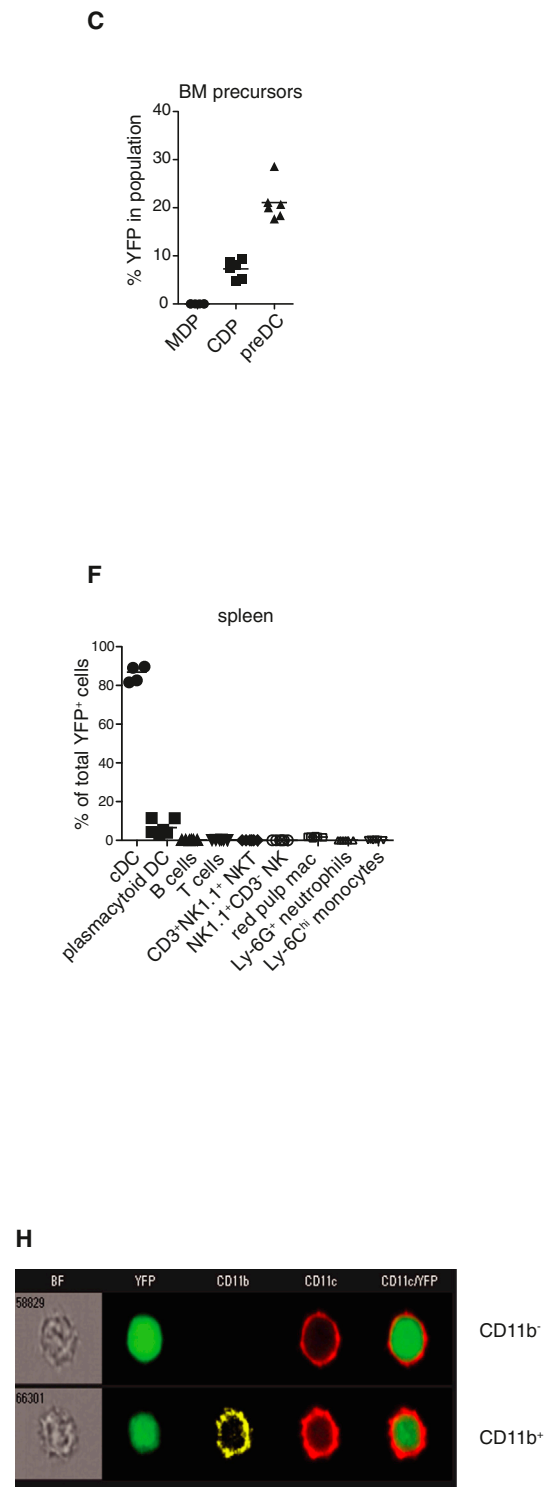 C
BM precursors
% YFP in population
40
30
20
10
0
MDP
CDP
preDC
F
spleen
% of total YFP⁺ cells
100
80
60
40
20
0
cDC
plasmacytoid DC
B cells
T cells
CD3⁺NK1.1⁺ NKT
NK1.1⁺CD3⁻ NK
red pulp mac
Ly-6G⁺ neutrophils
Ly-6Cʰⁱ monocytes
H
BF YFP CD11b CD11c CD11c/YFP
58829
CD11b⁻
66301
CD11b⁺